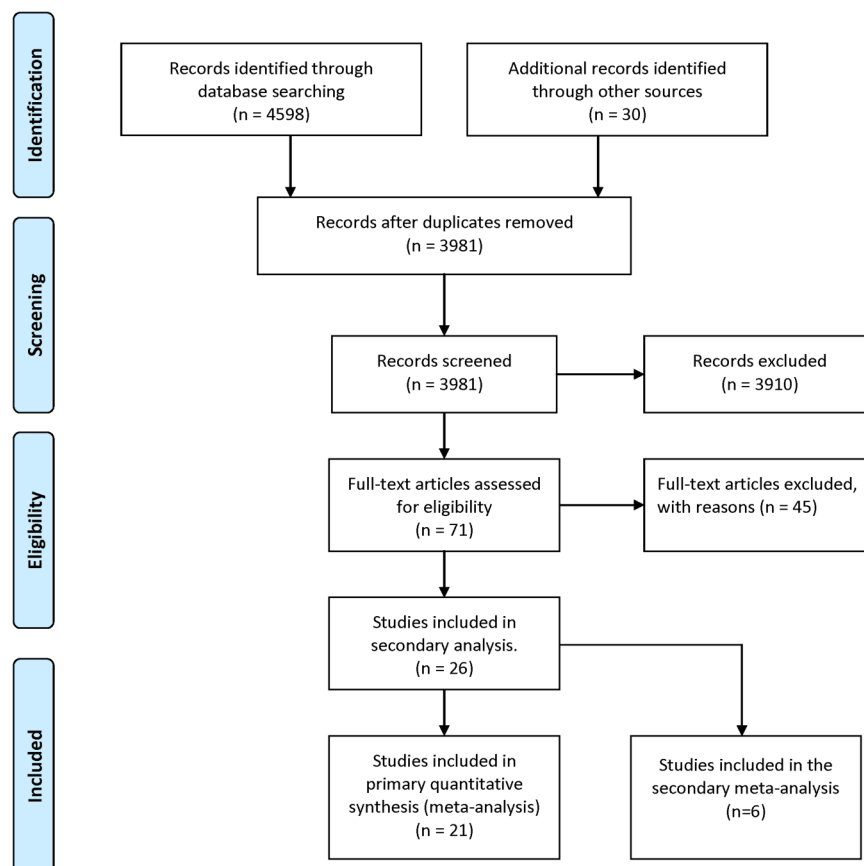 Identification
Records identified through
database searching
(n = 4598)
Additional records identified
through other sources
(n = 30)
Records after duplicates removed
(n = 3981)
Screening
Records screened
(n = 3981)
Records excluded
(n = 3910)
Eligibility
Full-text articles assessed
for eligibility
(n = 71)
Full-text articles excluded,
with reasons (n = 45)
Studies included in
secondary analysis.
(n = 26)
Included
Studies included in
primary quantitative
synthesis (meta-analysis)
(n = 21)
Studies included in the
secondary meta-analysis
(n=6)